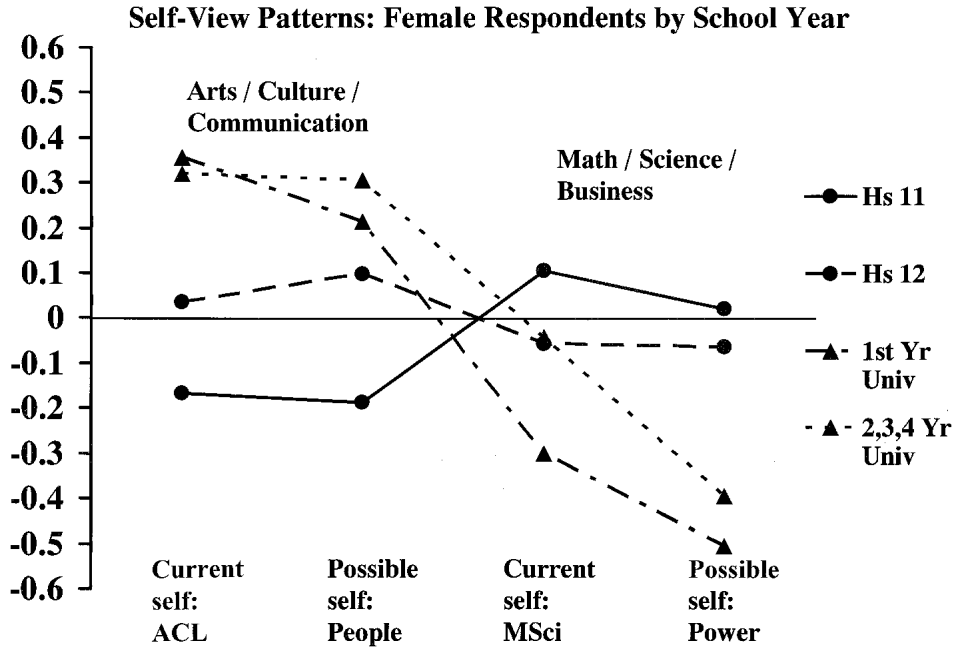 Self-View Patterns: Female Respondents by School Year
0.6
0.5
0.4
0.3
0.2
0.1
0
-0.1
-0.2
-0.3
-0.4
-0.5
-0.6
Arts / Culture /
Communication
Math / Science /
Business
Hs 11
Hs 12
1st Yr
Univ
2,3,4 Yr
Univ
Current
self:
ACL
Possible
self:
People
Current
self:
MSci
Possible
self:
Power